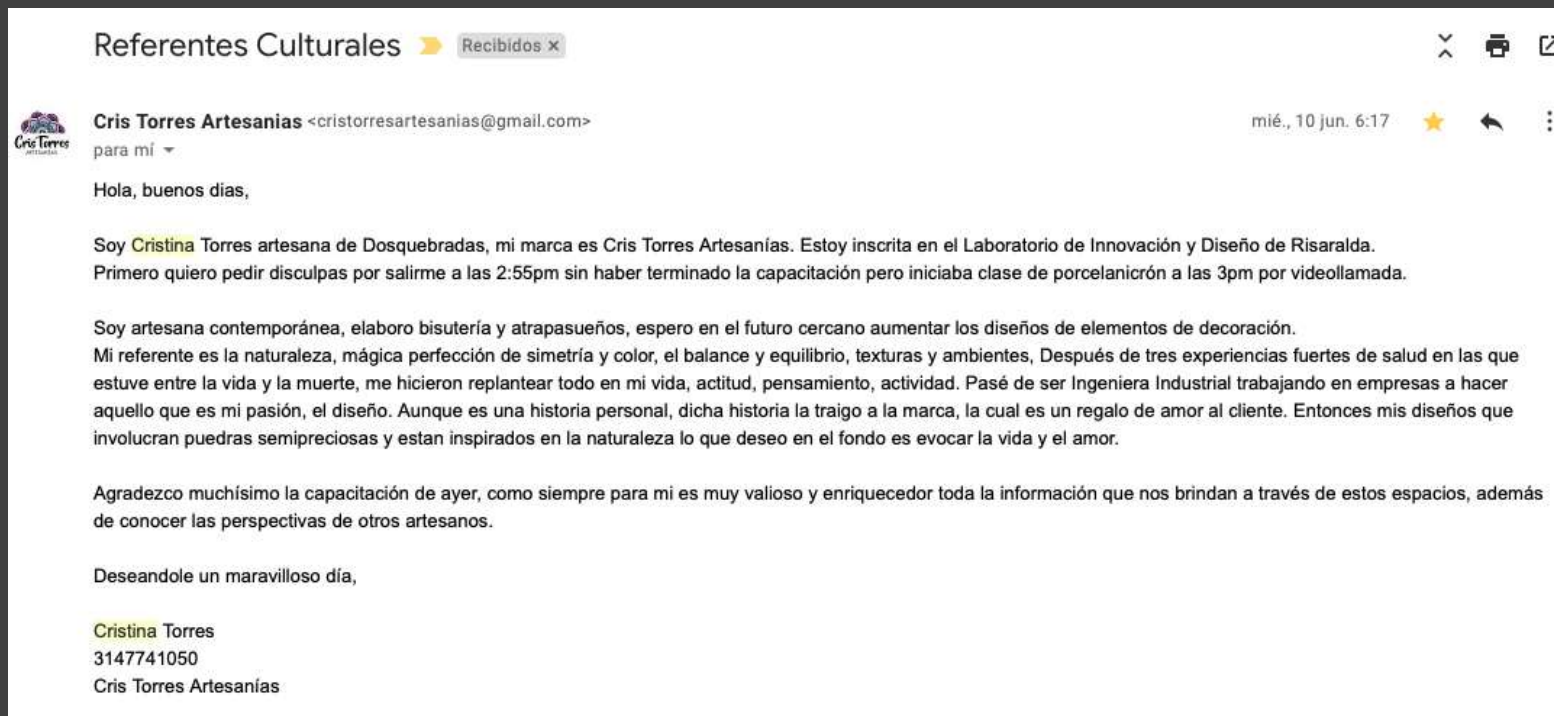 Referentes Culturales Recibidos ×
Cris Torres Artesanias <cristorresartesanias@gmail.com> mié., 10 jun. 6:17
para mí
Cris Torres
ARTESANÍAS
Hola, buenos dias,
Soy Cristina Torres artesana de Dosquebradas, mi marca es Cris Torres Artesanías. Estoy inscrita en el Laboratorio de Innovación y Diseño de Risaralda.
Primero quiero pedir disculpas por salirme a las 2:55pm sin haber terminado la capacitación pero iniciaba clase de porcelanicrón a las 3pm por videollamada.
Soy artesana contemporánea, elaboro bisutería y atrapasueños, espero en el futuro cercano aumentar los diseños de elementos de decoración.
Mi referente es la naturaleza, mágica perfección de simetría y color, el balance y equilibrio, texturas y ambientes, Después de tres experiencias fuertes de salud en las que
estuve entre la vida y la muerte, me hicieron replantear todo en mi vida, actitud, pensamiento, actividad. Pasé de ser Ingeniera Industrial trabajando en empresas a hacer
aquello que es mi pasión, el diseño. Aunque es una historia personal, dicha historia la traigo a la marca, la cual es un regalo de amor al cliente. Entonces mis diseños que
involucran puedras semipreciosas y estan inspirados en la naturaleza lo que deseo en el fondo es evocar la vida y el amor.
Agradezco muchísimo la capacitación de ayer, como siempre para mi es muy valioso y enriquecedor toda la información que nos brindan a través de estos espacios, además
de conocer las perspectivas de otros artesanos.
Deseandole un maravilloso día,
Cristina Torres
3147741050
Cris Torres Artesanías